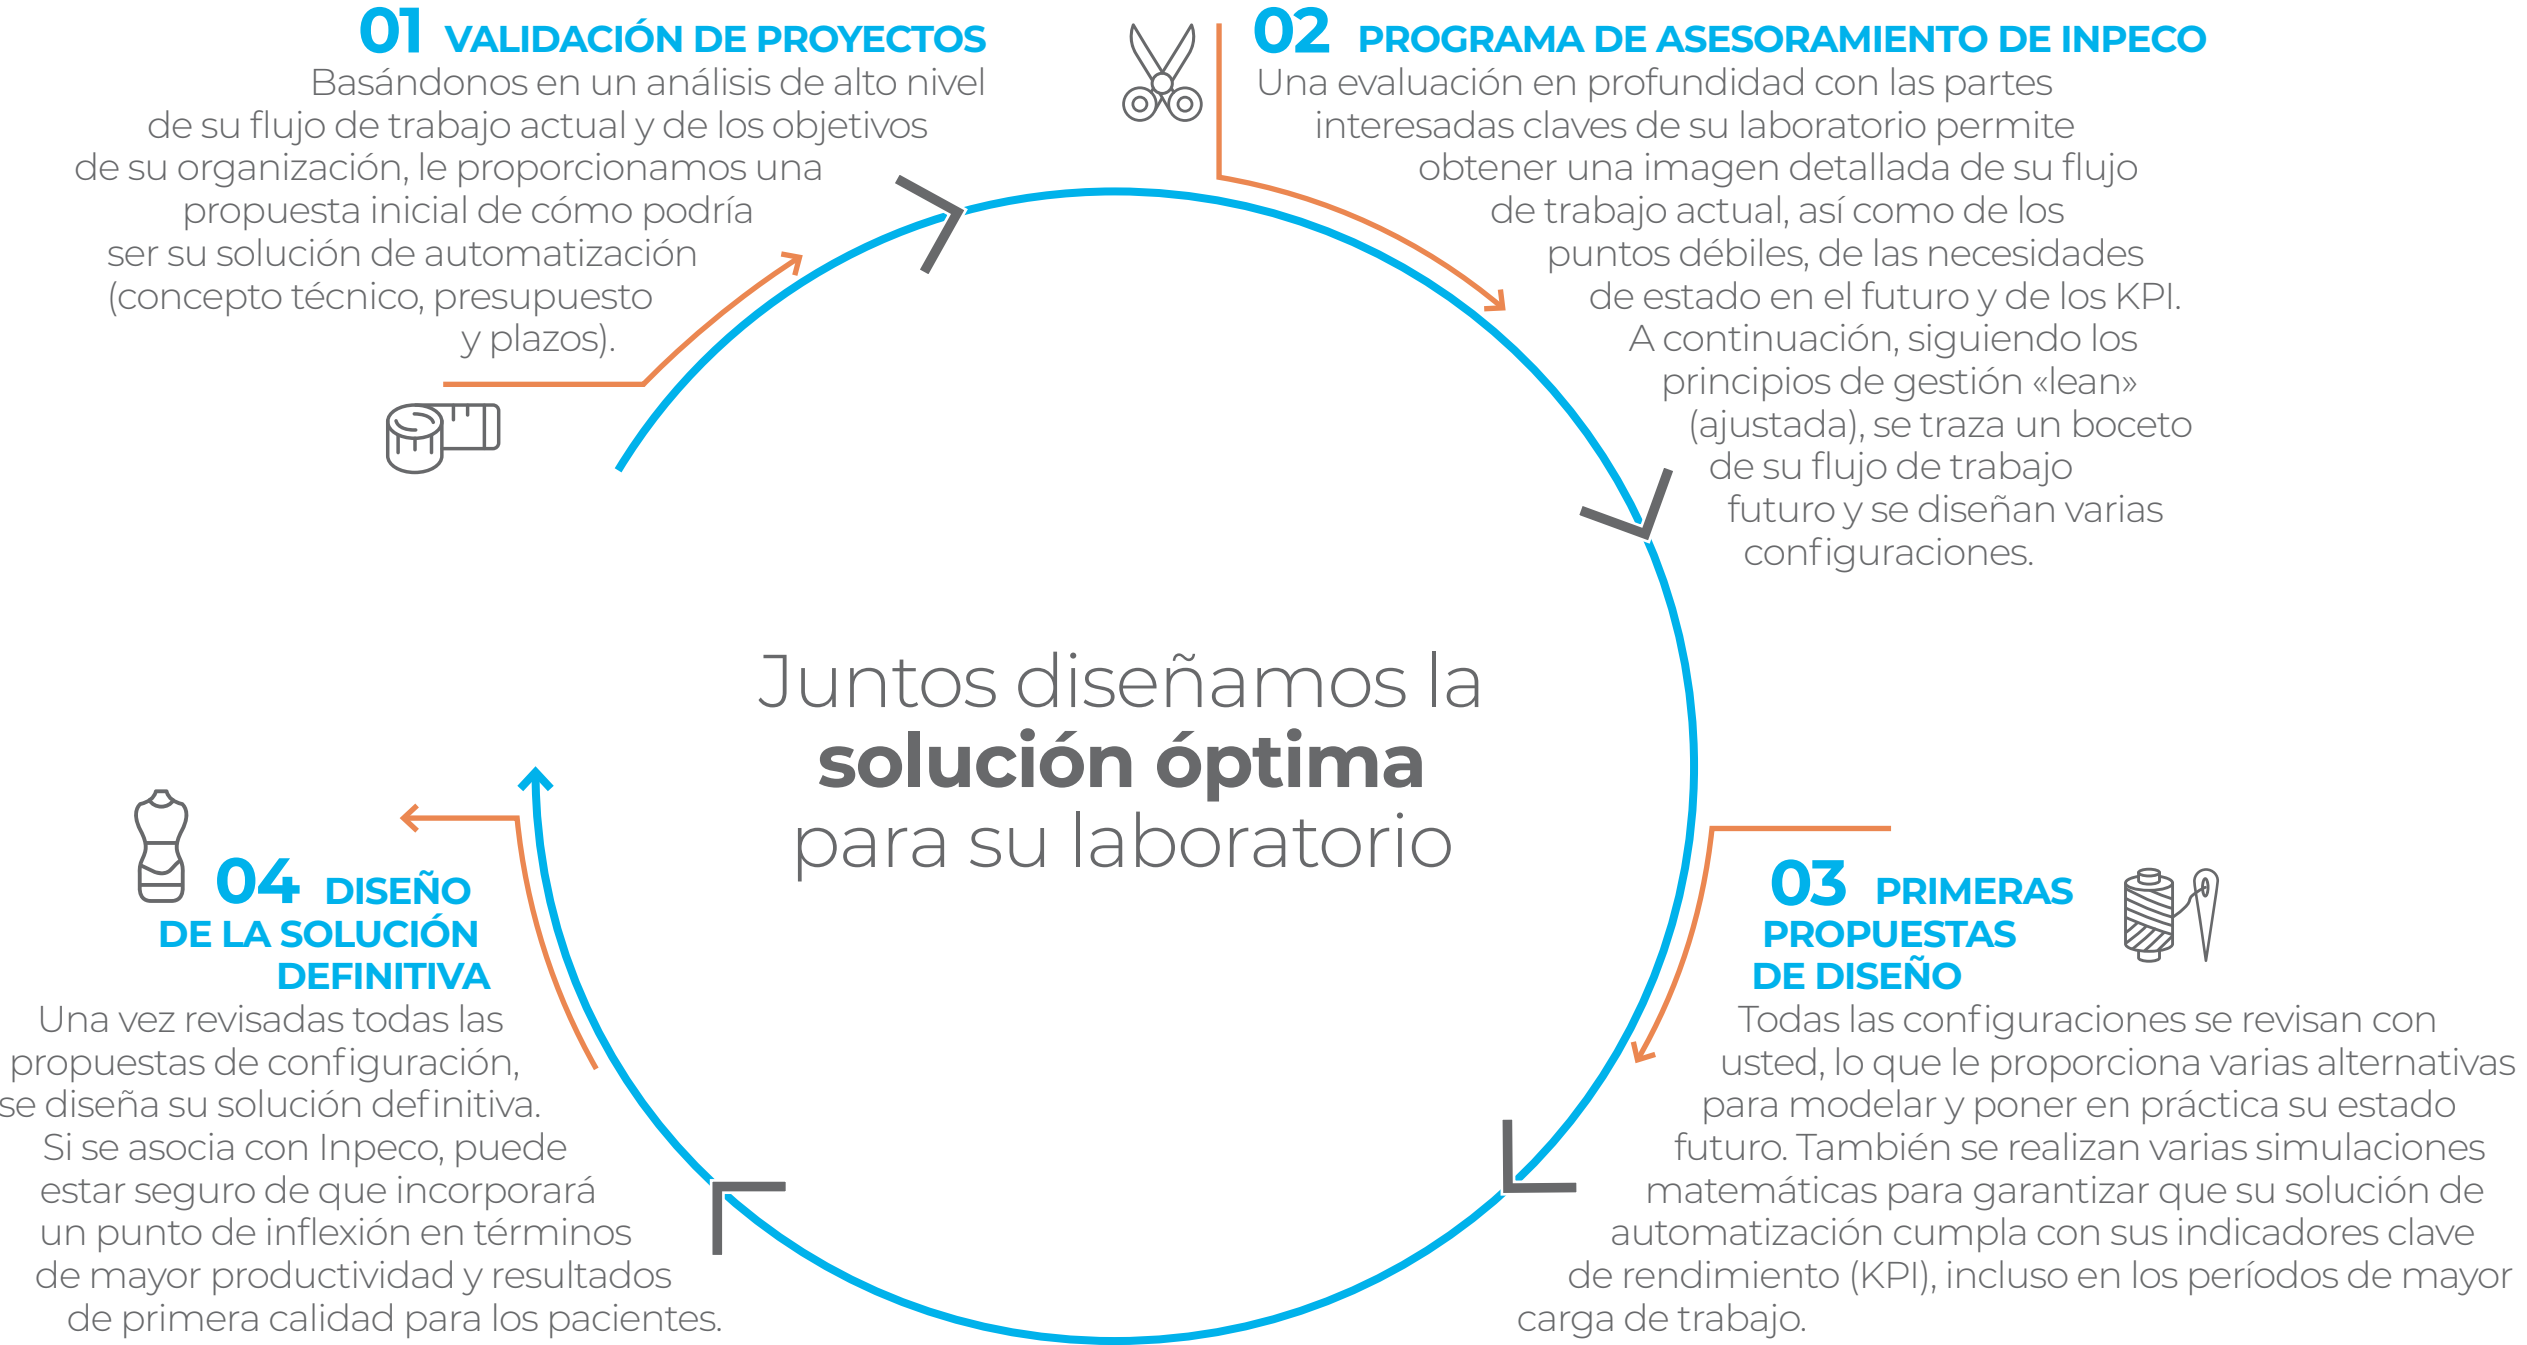 01 VALIDACIÓN DE PROYECTOS
Basándonos en un análisis de alto nivel
de su flujo de trabajo actual y de los objetivos
de su organización, le proporcionamos una
propuesta inicial de cómo podría
ser su solución de automatización
(concepto técnico, presupuesto
y plazos).
02 PROGRAMA DE ASESORAMIENTO DE INPECO
Una evaluación en profundidad con las partes
interesadas claves de su laboratorio permite
obtener una imagen detallada de su flujo
de trabajo actual, así como de los
puntos débiles, de las necesidades
de estado en el futuro y de los KPI.
A continuación, siguiendo los
principios de gestión «lean»
(ajustada), se traza un boceto
de su flujo de trabajo
futuro y se diseñan varias
configuraciones.
Juntos diseñamos la
solución óptima
para su laboratorio
03 PRIMERAS
PROPUESTAS
DE DISEÑO
Todas las configuraciones se revisan con
usted, lo que le proporciona varias alternativas
para modelar y poner en práctica su estado
futuro. También se realizan varias simulaciones
matemáticas para garantizar que su solución de
automatización cumpla con sus indicadores clave
de rendimiento (KPI), incluso en los períodos de mayor
carga de trabajo.
04 DISEÑO
DE LA SOLUCIÓN
DEFINITIVA
Una vez revisadas todas las
propuestas de configuración,
se diseña su solución definitiva.
Si se asocia con Inpeco, puede
estar seguro de que incorporará
un punto de inflexión en términos
de mayor productividad y resultados
de primera calidad para los pacientes.